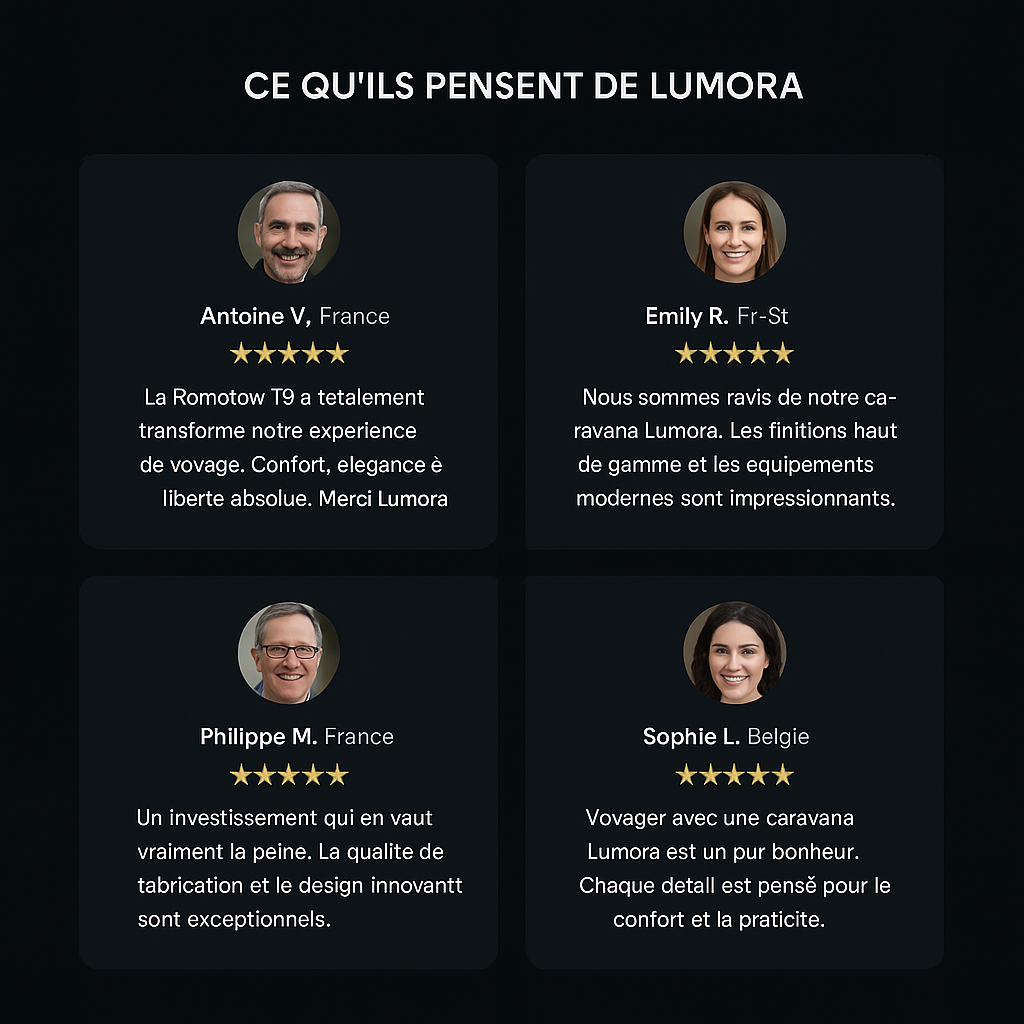 CE QU'ILS PENSENT DE LUMORA
Antoine V, France
La Romotow T9 a tetalement
transforme notre experience
de vovage. Confort, elegance è
liberte absolue. Merci Lumora
Emily R. Fr-St
Nous sommes ravis de notre ca-
ravana Lumora. Les finitions haut
de gamme et les equipements
modernes sont impressionnants.
Philippe M. France
Un investissement qui en vaut
vraiment la peine. La qualite de
tabrication et le design innovantt
sont exceptionnels.
Sophie L. Belgie
Vovager avec une caravana
Lumora est un pur bonheur.
Chaque detall est pensě pour le
confort et la praticite.